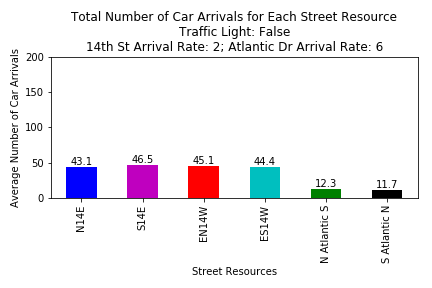 Total Number of Car Arrivals for Each Street Resource
Traffic Light: False
14th St Arrival Rate: 2; Atlantic Dr Arrival Rate: 6
Average Number of Car Arrivals
200
150
100
50
0
43.1
46.5
45.1
44.4
12.3
11.7
N14E
S14E
EN14W
ES14W
N Atlantic S
S Atlantic N
Street Resources